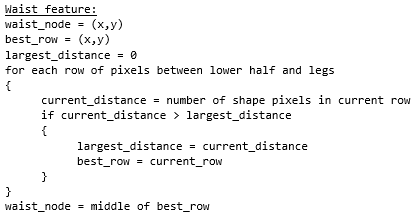 Waist feature:
waist_node = (x,y)
best_row = (x,y)
largest_distance = 0
for each row of pixels between lower half and legs
{
current_distance = number of shape pixels in current row
if current_distance > largest_distance
{
largest_distance = current_distance
best_row = current_row
}
}
waist_node = middle of best_row